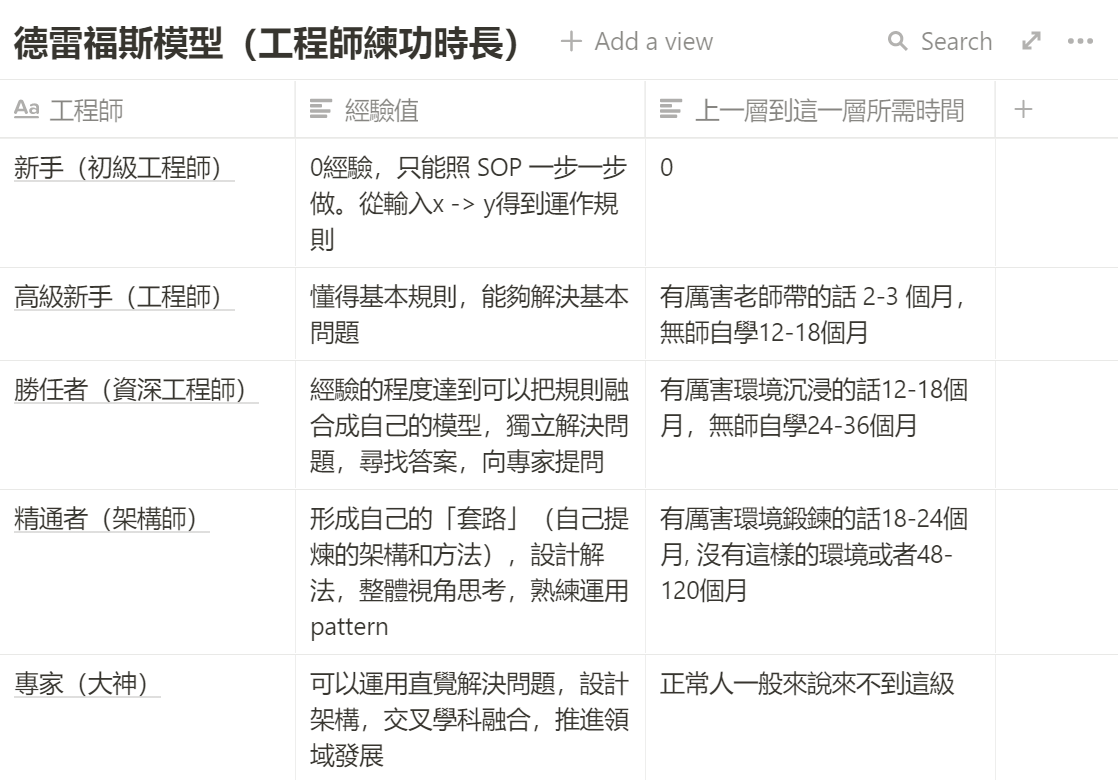 德雷福斯模型（工程師練功時長）
+ Add a view
Search
Aa 工程師
經驗值
上一層到這一層所需時間
+
新手（初級工程師）
0經驗，只能照 SOP 一步一步
做。從輸入x -> y得到運作規
則
0
高級新手（工程師）
懂得基本規則，能夠解決基本
問題
有厲害老師帶的話 2-3 個月，
無師自學12-18個月
勝任者（資深工程師）
經驗的程度達到可以把規則融
合成自己的模型，獨立解決問
題，尋找答案，向專家提問
有厲害環境沉浸的話12-18個
月，無師自學24-36個月
精通者（架構師）
形成自己的「套路」（自己提
煉的架構和方法），設計解
法，整體視角思考，熟練運用
pattern
有厲害環境鍛鍊的話18-24個
月, 沒有這樣的環境或者48-
120個月
專家（大神）
可以運用直覺解決問題，設計
架構，交叉學科融合，推進領
域發展
正常人一般來說來不到這級